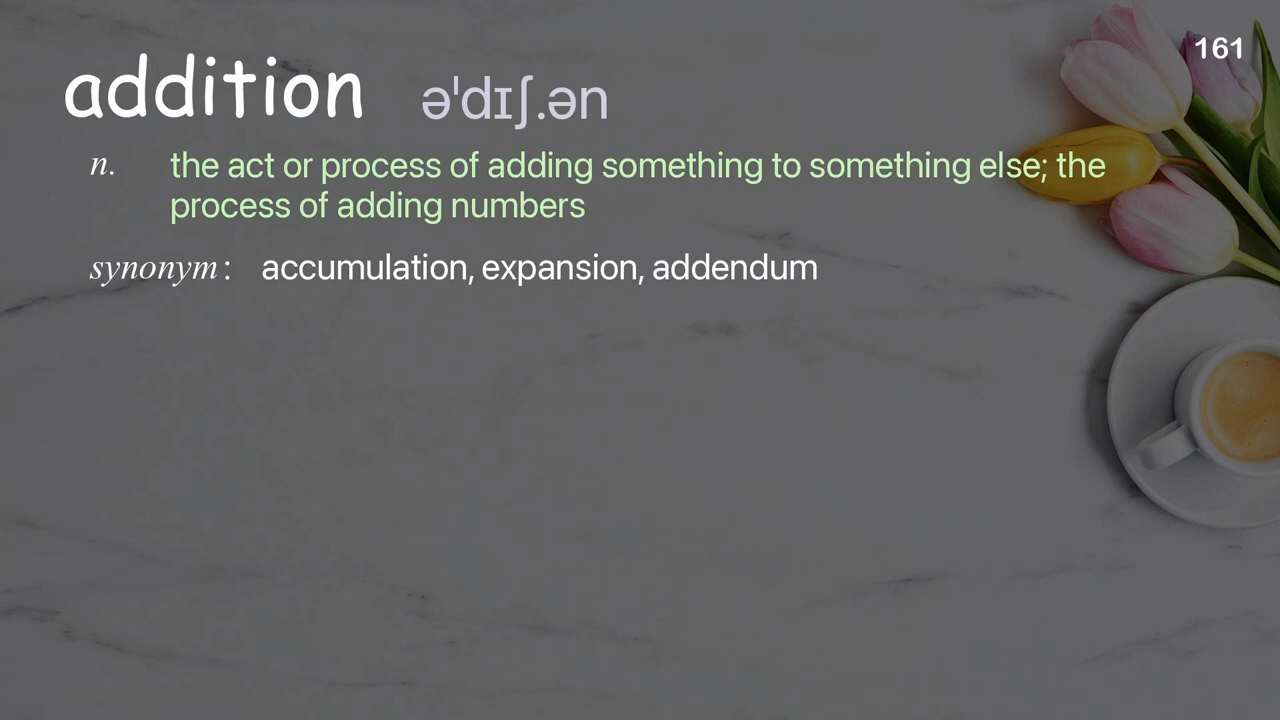 161
addition əˈdɪʃ.ən
n. the act or process of adding something to something else; the
process of adding numbers
synonym: accumulation, expansion, addendum